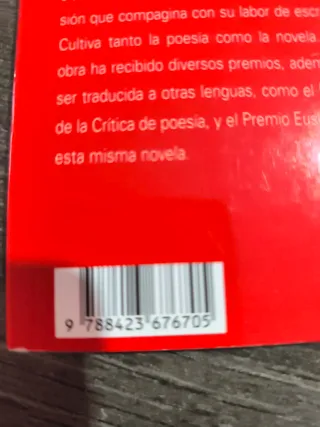 sión que compagina con su labor de escr
Cultiva tanto la poesía como la novela.
obra ha recibido diversos premios, adem
ser traducida a otras lenguas, como el
de la Crítica de poesía, y el Premio Eus
esta misma novela.
9 788423 676705